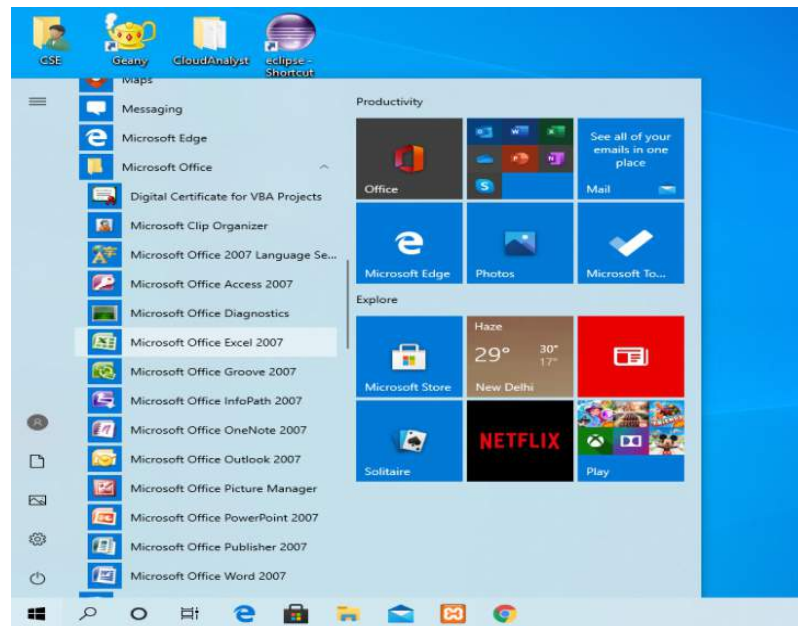 GSE
Geany
CloudAnalyst
eclipse -
Shortcut
Maps
Messaging
Microsoft Edge
Microsoft Office
Digital Certificate for VBA Projects
Microsoft Clip Organizer
Microsoft Office 2007 Language Se...
Microsoft Office Access 2007
Microsoft Office Diagnostics
Microsoft Office Excel 2007
Microsoft Office Groove 2007
Microsoft Office InfoPath 2007
Microsoft Office OneNote 2007
Microsoft Office Outlook 2007
Microsoft Office Picture Manager
Microsoft Office PowerPoint 2007
Microsoft Office Publisher 2007
Microsoft Office Word 2007
Productivity
Office
See all of your
emails in one
place
Mail
Microsoft Edge
Photos
Microsoft To...
Explore
Microsoft Store
Haze
29° 30°
17°
New Delhi
Solitaire
NETFLIX
Play